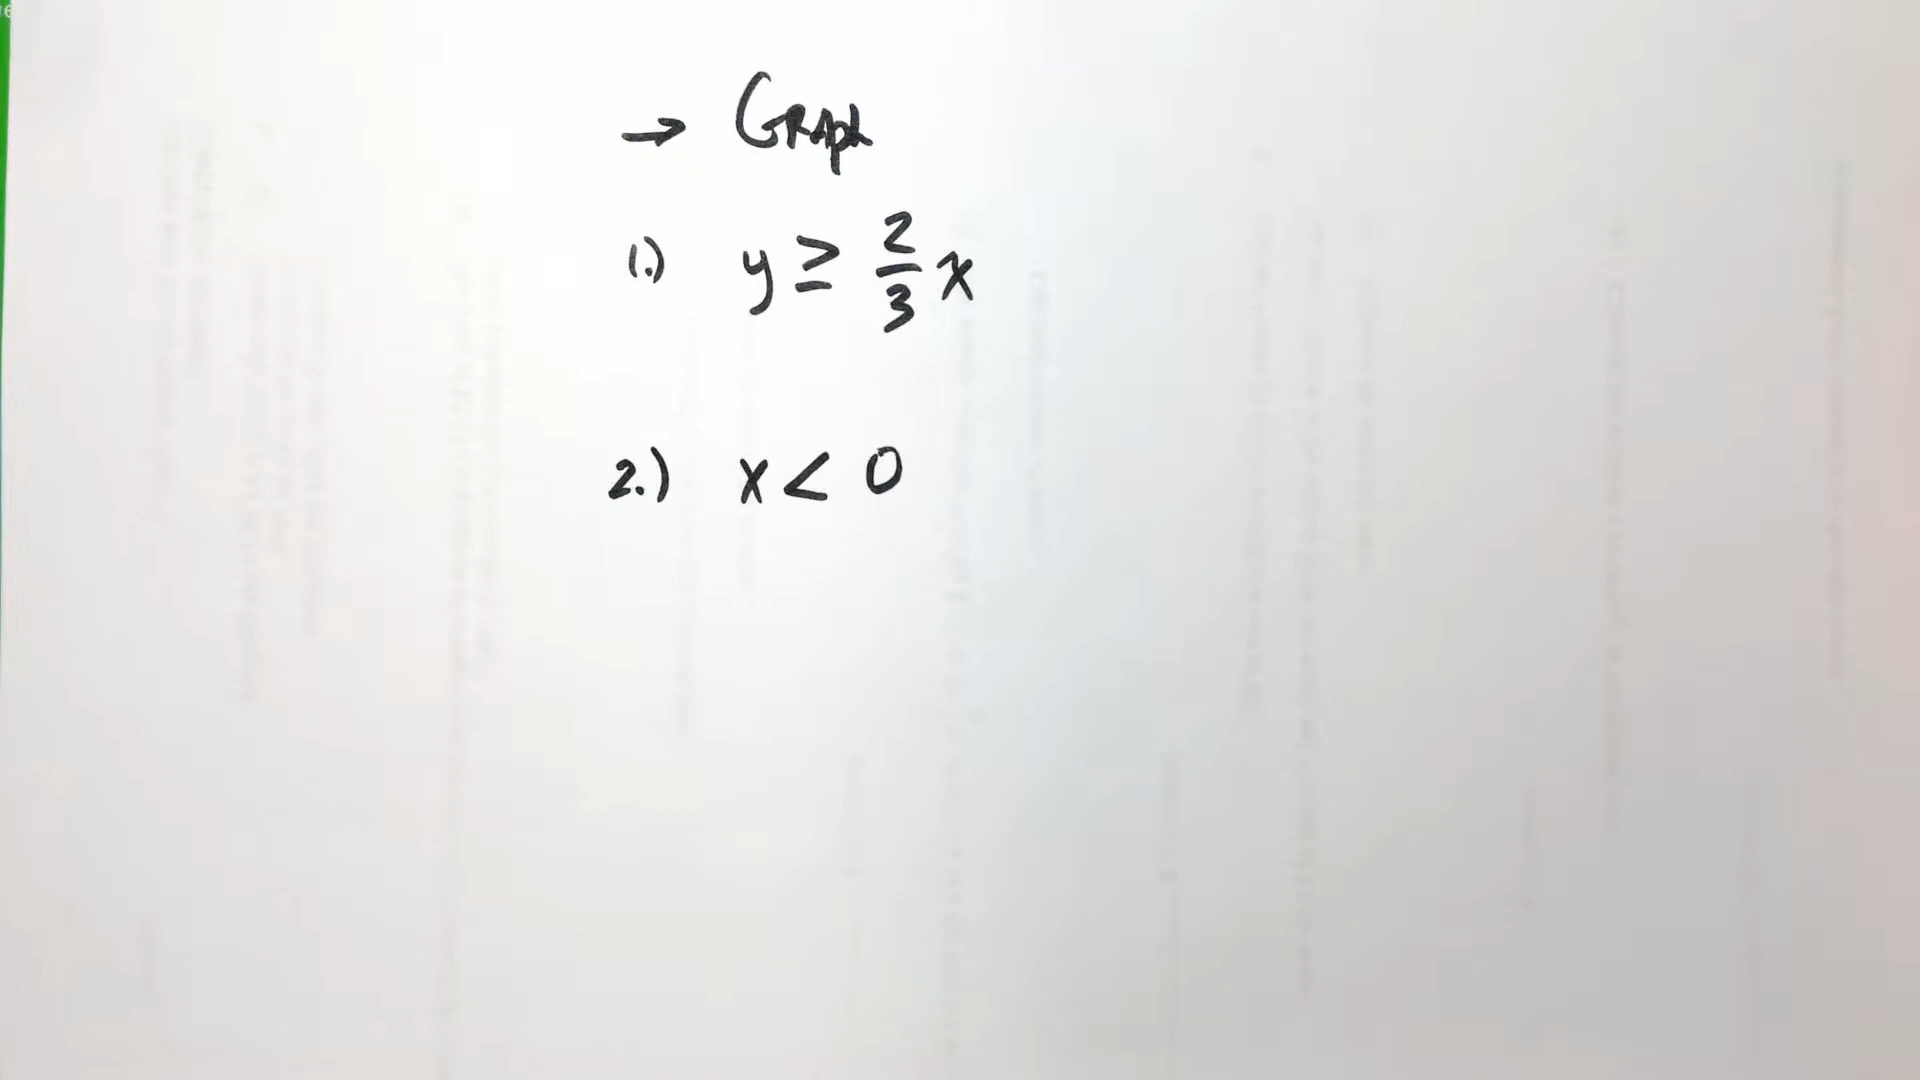 → Graph
1.) y ≥ 2/3 x
2.) x < 0